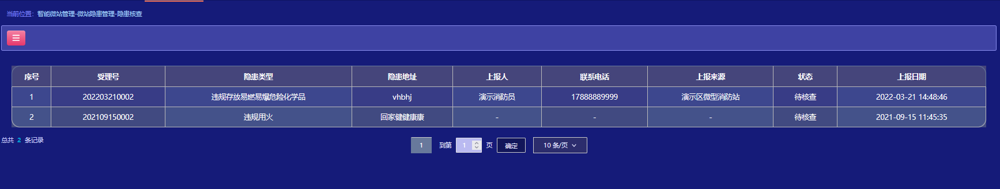 当前位置: 智能微站管理-微站隐患管理-隐患核查
序号 受理号 隐患类型 隐患地址 上报人 联系电话 上报来源 状态 上报日期
1 202203210002 违规存放易燃易爆危险化学品 vhbhj 演示消防员 17888889999 演示区微型消防站 待核查 2022-03-21 14:48:46
2 202109150002 违规用火 回家健健康康 - - - 待核查 2021-09-15 11:45:35
总共 2 条记录 1 到第 1 页 确定 10 条/页